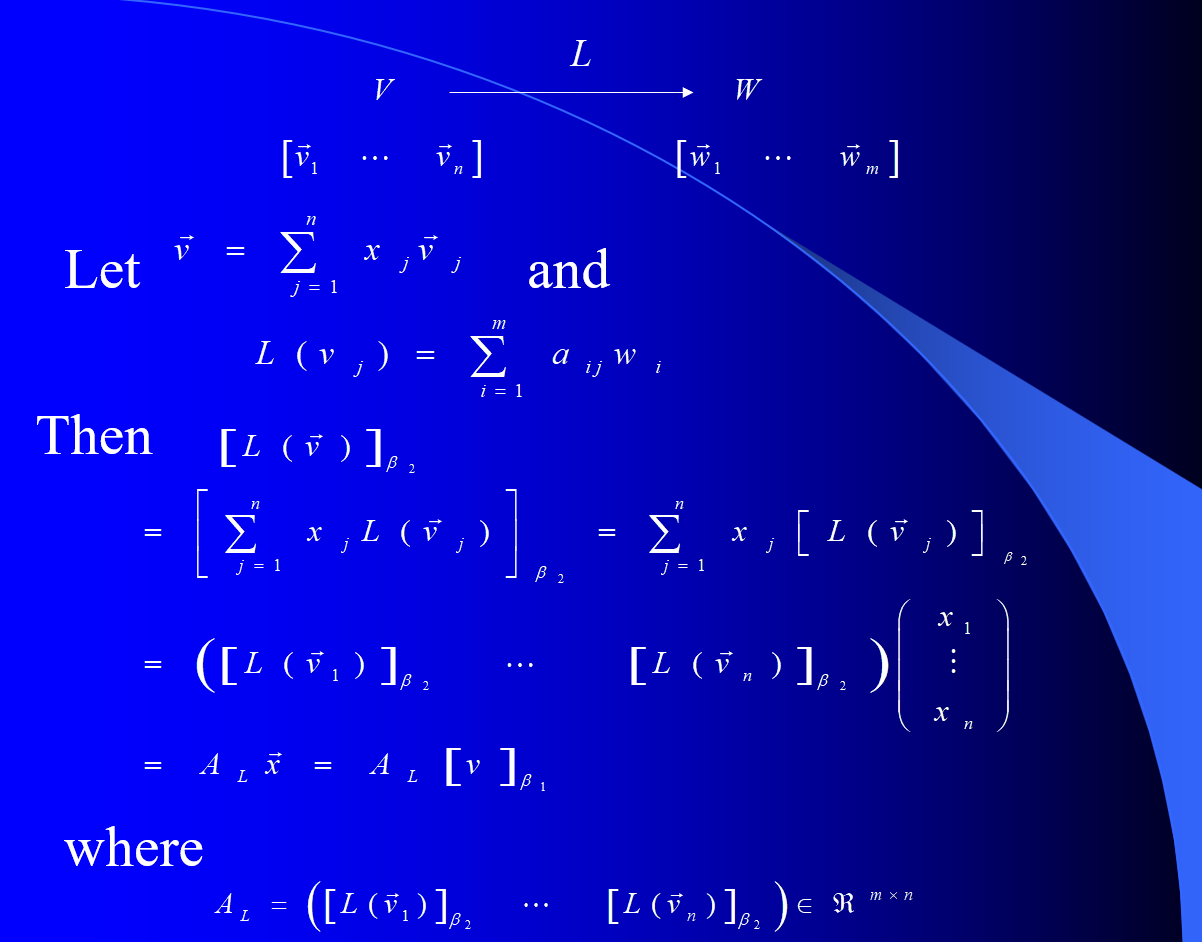 L
V ⟶ W
[v⃗₁ ⋯ v⃗ₙ] [w⃗₁ ⋯ w⃗ₘ]
Let v⃗ = ∑_{j=1}^{n} x_j v⃗_j and
L(v_j) = ∑_{i=1}^{m} a_{ij} w_i
Then [L(v⃗)]_{β₂}
= [∑_{j=1}^{n} x_j L(v⃗_j)]_{β₂} = ∑_{j=1}^{n} x_j [L(v⃗_j)]_{β₂}
= ([L(v⃗₁)]_{β₂} ⋯ [L(v⃗ₙ)]_{β₂}) (x₁ ⋮ xₙ)
= A_L x⃗ = A_L [v]_{β₁}
where
A_L = ([L(v⃗₁)]_{β₂} ⋯ [L(v⃗ₙ)]_{β₂}) ∈ ℜ^{m×n}